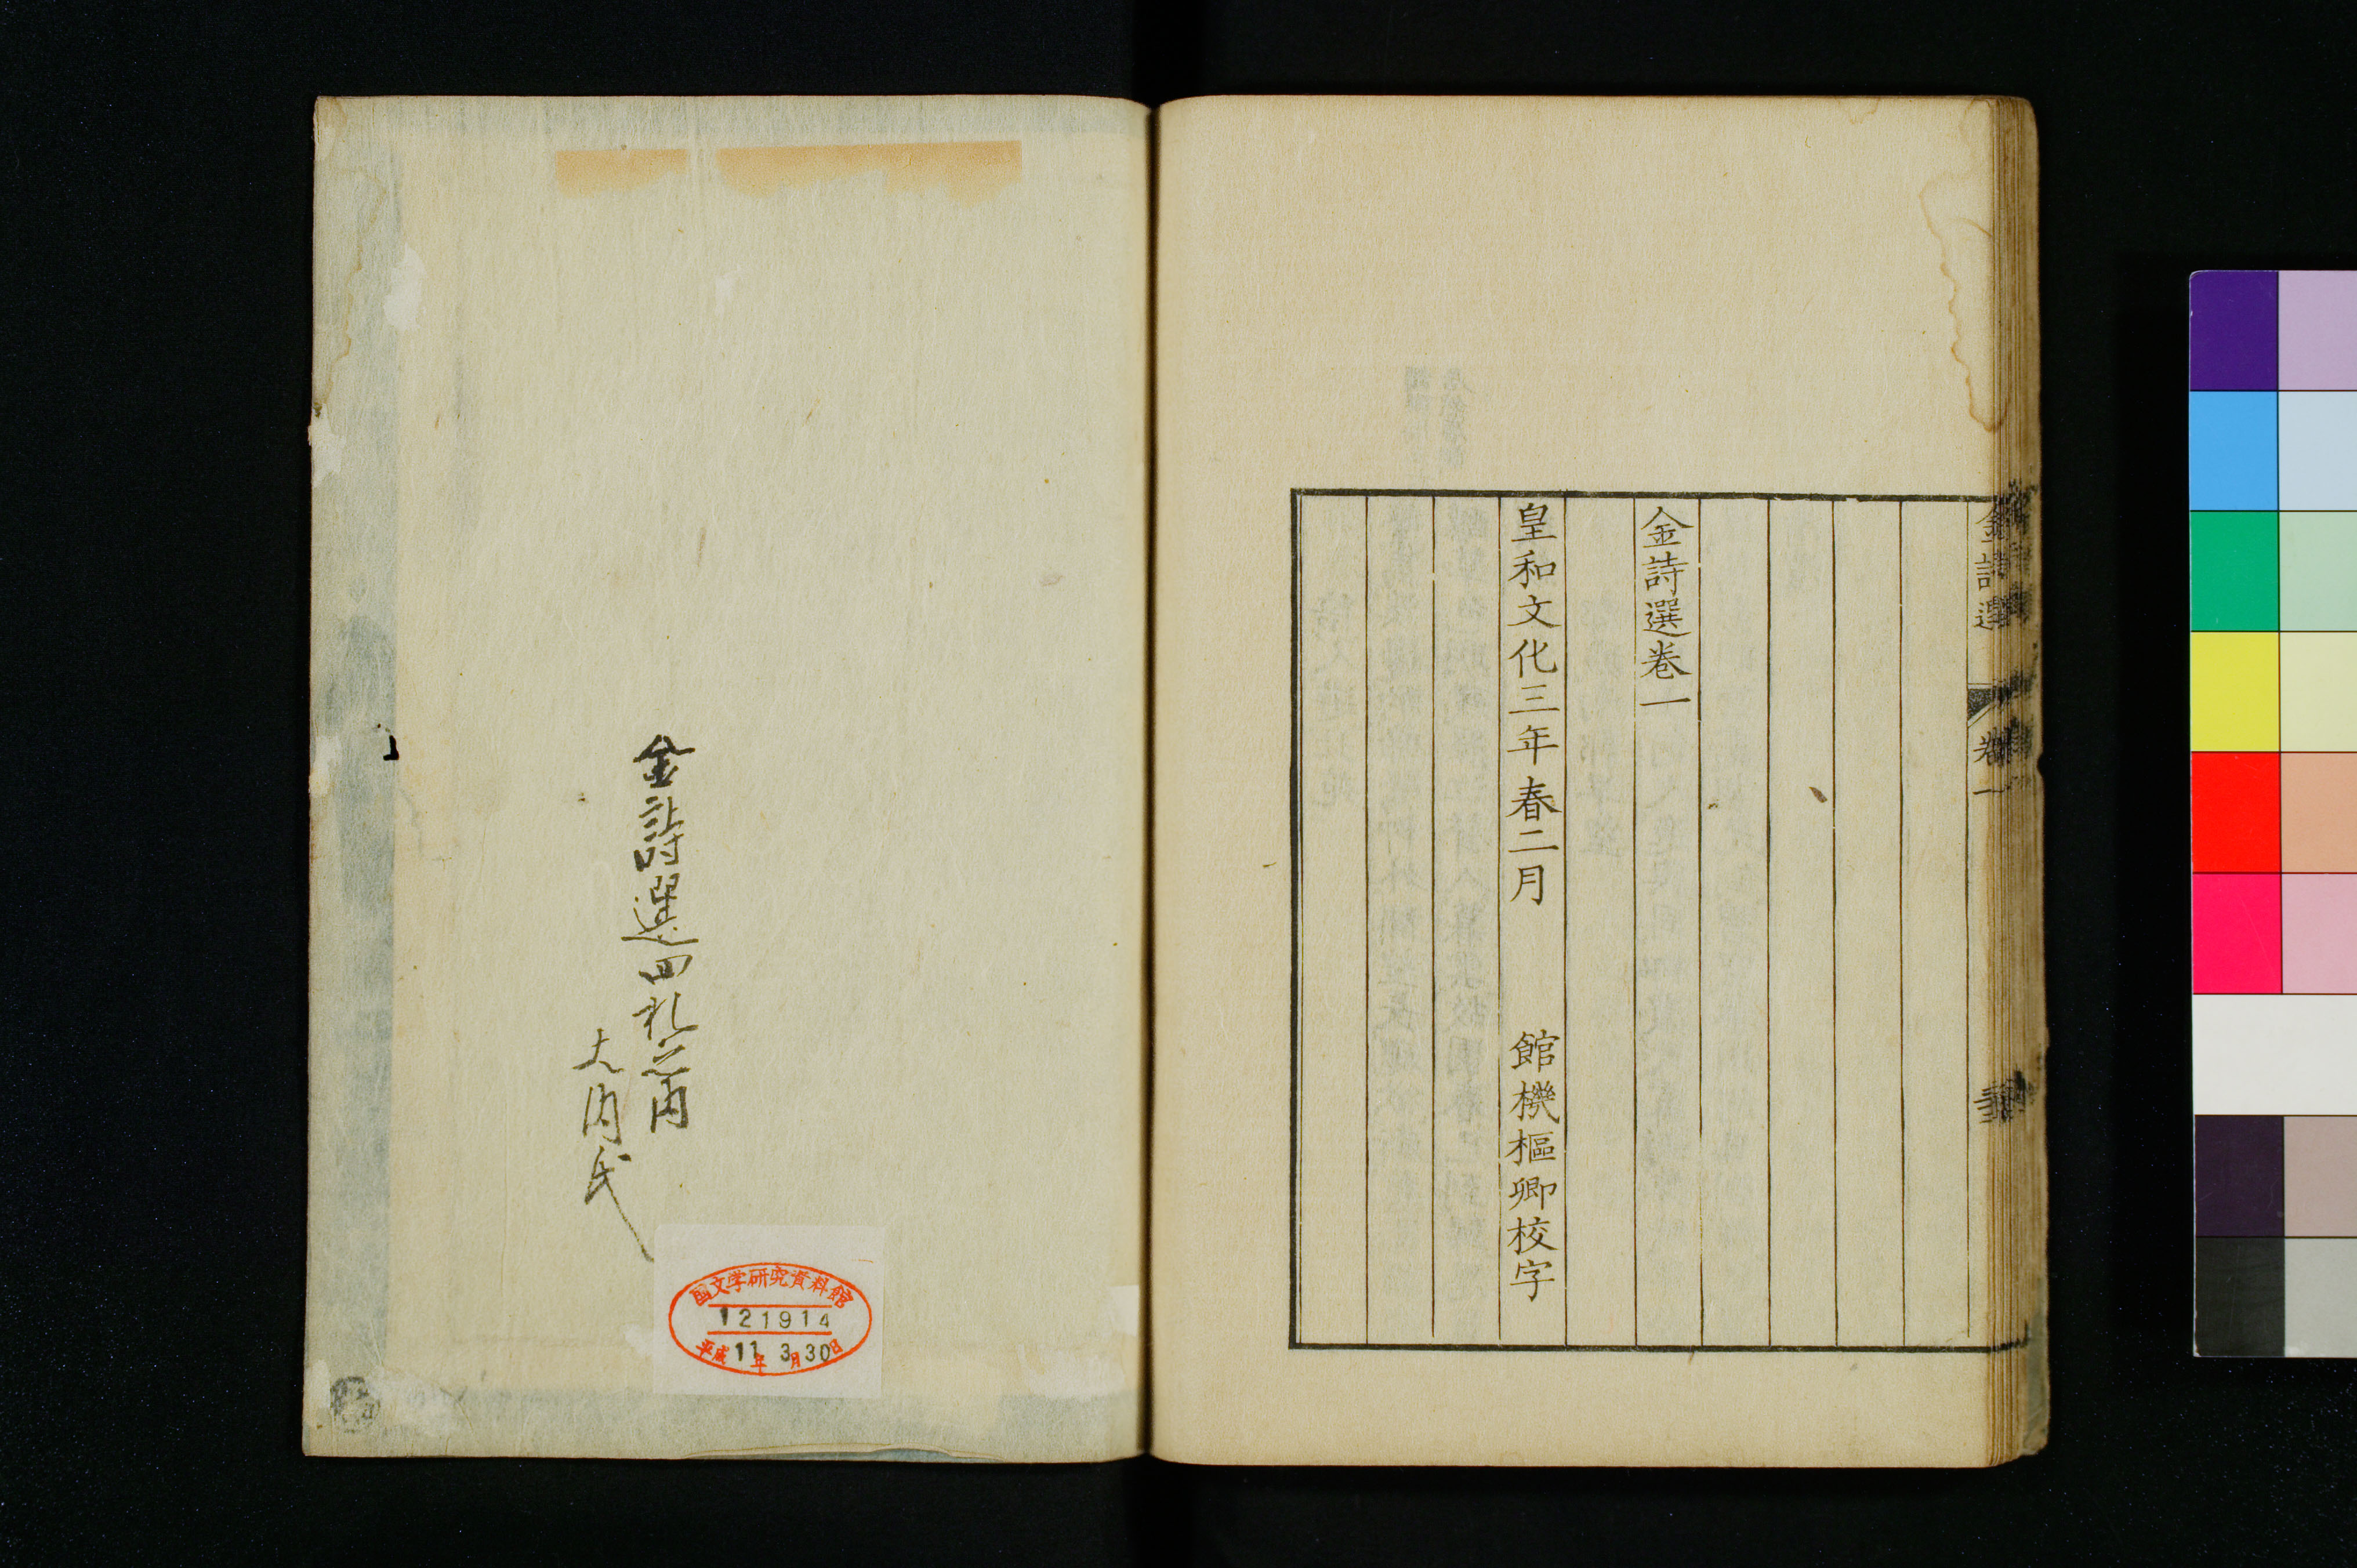 金詩選
卷一
金詩選卷一
皇和文化三年春二月　館機樞卿校字
金詩選四札之内
大内氏
国文学研究資料館
121914
平成11年3月30日